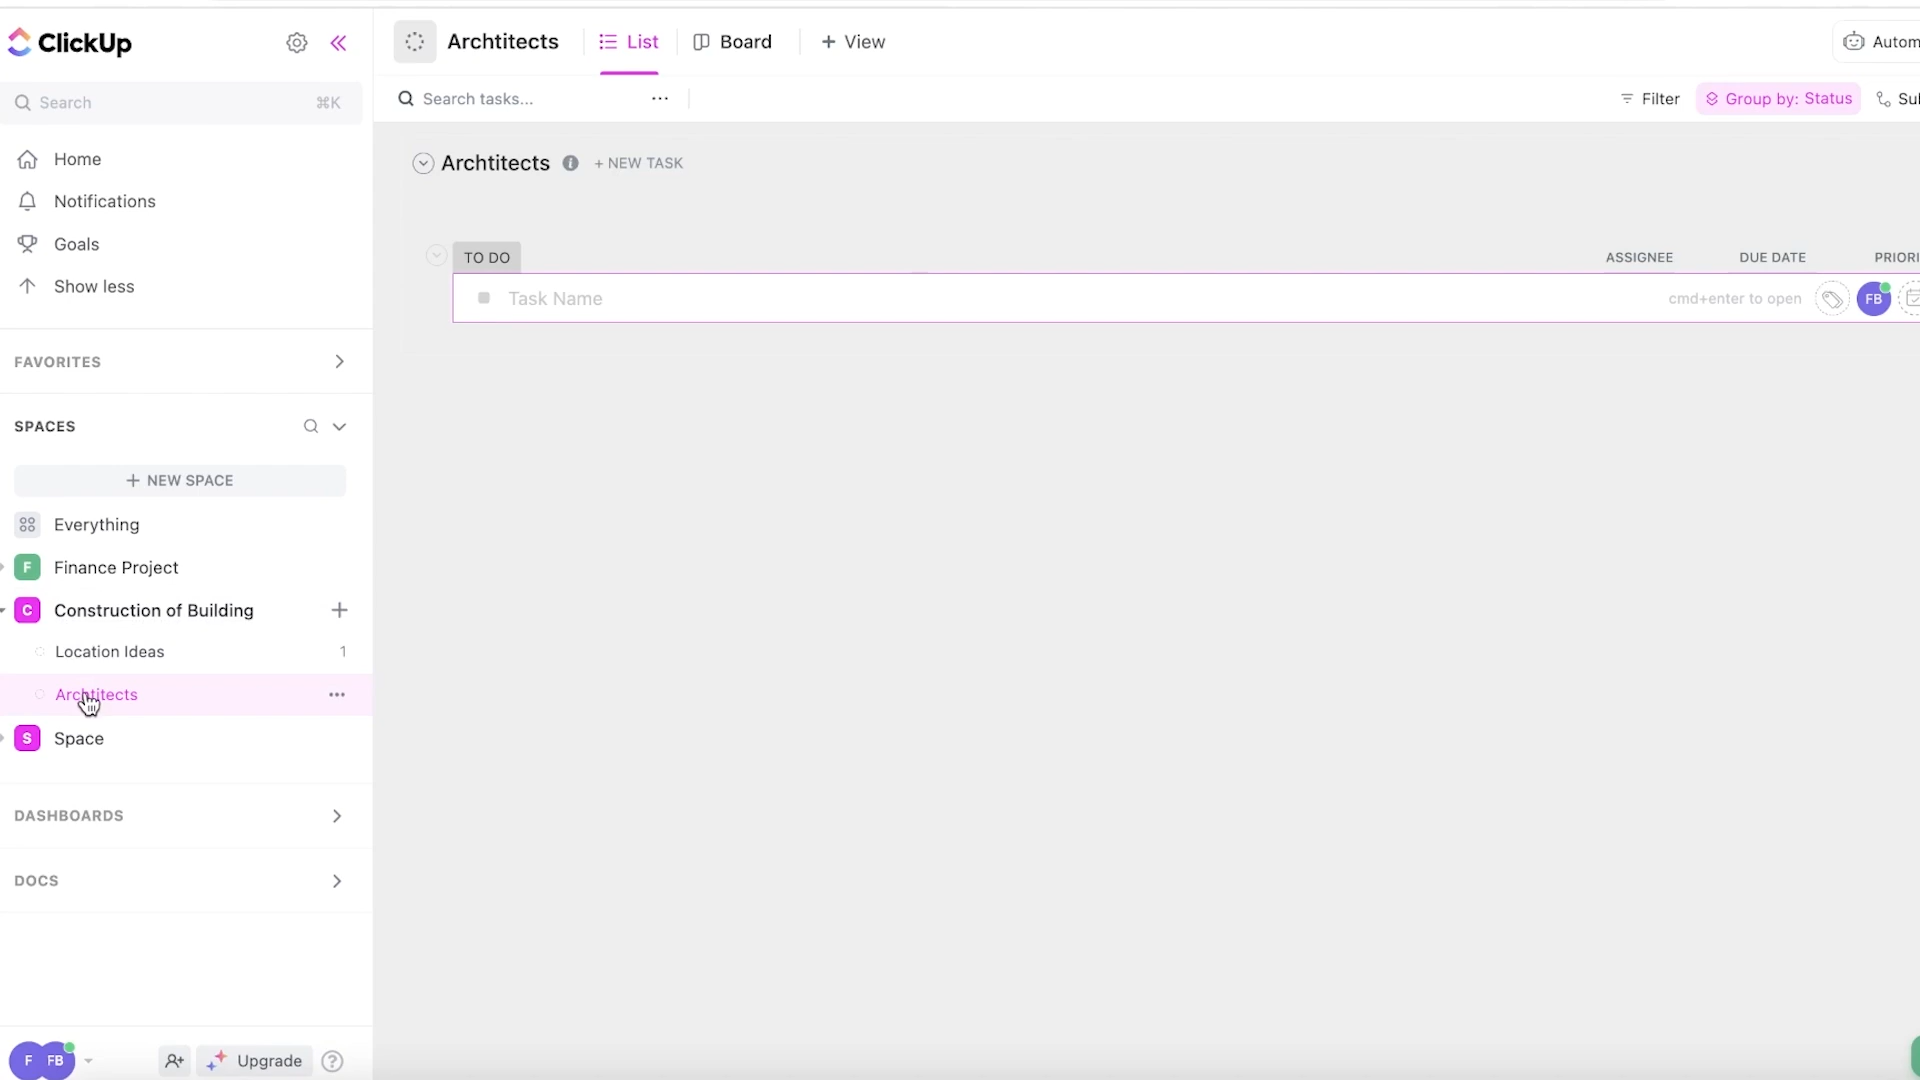 ClickUp
Search ⌘K
Home
Notifications
Goals
Show less
FAVORITES
SPACES
+ NEW SPACE
Everything
F Finance Project
C Construction of Building
Location Ideas 1
Archtitects
S Space
DASHBOARDS
DOCS
F FB Upgrade
Archtitects List Board + View Autom
Search tasks... Filter Group by: Status Sul
Archtitects + NEW TASK
TO DO ASSIGNEE DUE DATE PRIORI
Task Name cmd+enter to open FB